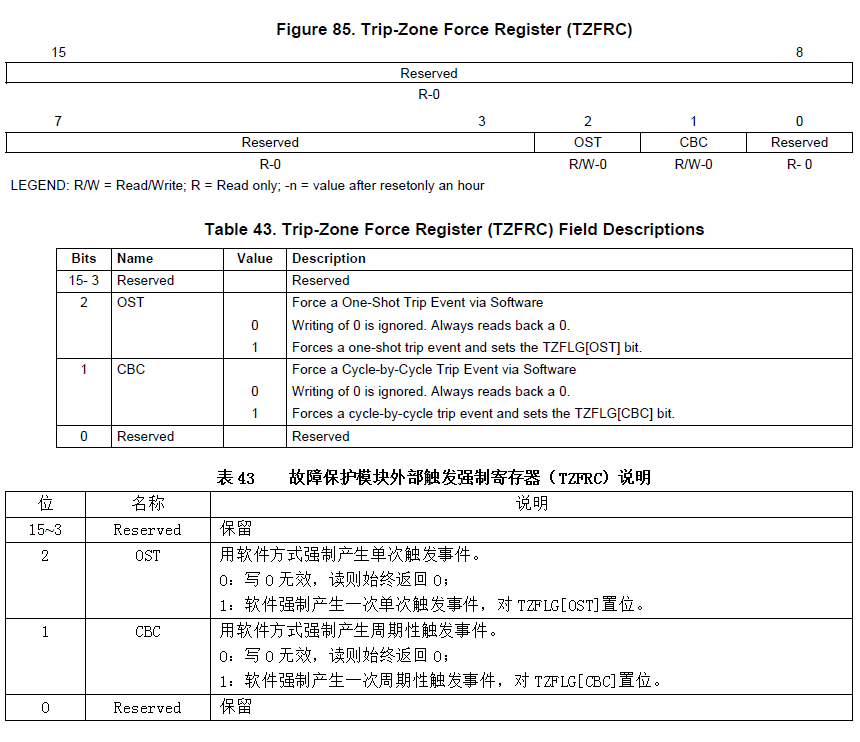 Figure 85. Trip-Zone Force Register (TZFRC)
15 8
Reserved
R-0
7 3 2 1 0
Reserved OST CBC Reserved
R-0 R/W-0 R/W-0 R- 0
LEGEND: R/W = Read/Write; R = Read only; -n = value after resetonly an hour
Table 43. Trip-Zone Force Register (TZFRC) Field Descriptions
Bits Name Value Description
15- 3 Reserved Reserved
2 OST Force a One-Shot Trip Event via Software
0 Writing of 0 is ignored. Always reads back a 0.
1 Forces a one-shot trip event and sets the TZFLG[OST] bit.
1 CBC Force a Cycle-by-Cycle Trip Event via Software
0 Writing of 0 is ignored. Always reads back a 0.
1 Forces a cycle-by-cycle trip event and sets the TZFLG[CBC] bit.
0 Reserved Reserved
表 43 故障保护模块外部触发强制寄存器（TZFRC）说明
位 名称 说明
15~3 Reserved 保留
2 OST 用软件方式强制产生单次触发事件。
0：写 0 无效，读则始终返回 0；
1：软件强制产生一次单次触发事件，对 TZFLG[OST]置位。
1 CBC 用软件方式强制产生周期性触发事件。
0：写 0 无效，读则始终返回 0；
1：软件强制产生一次周期性触发事件，对 TZFLG[CBC]置位。
0 Reserved 保留